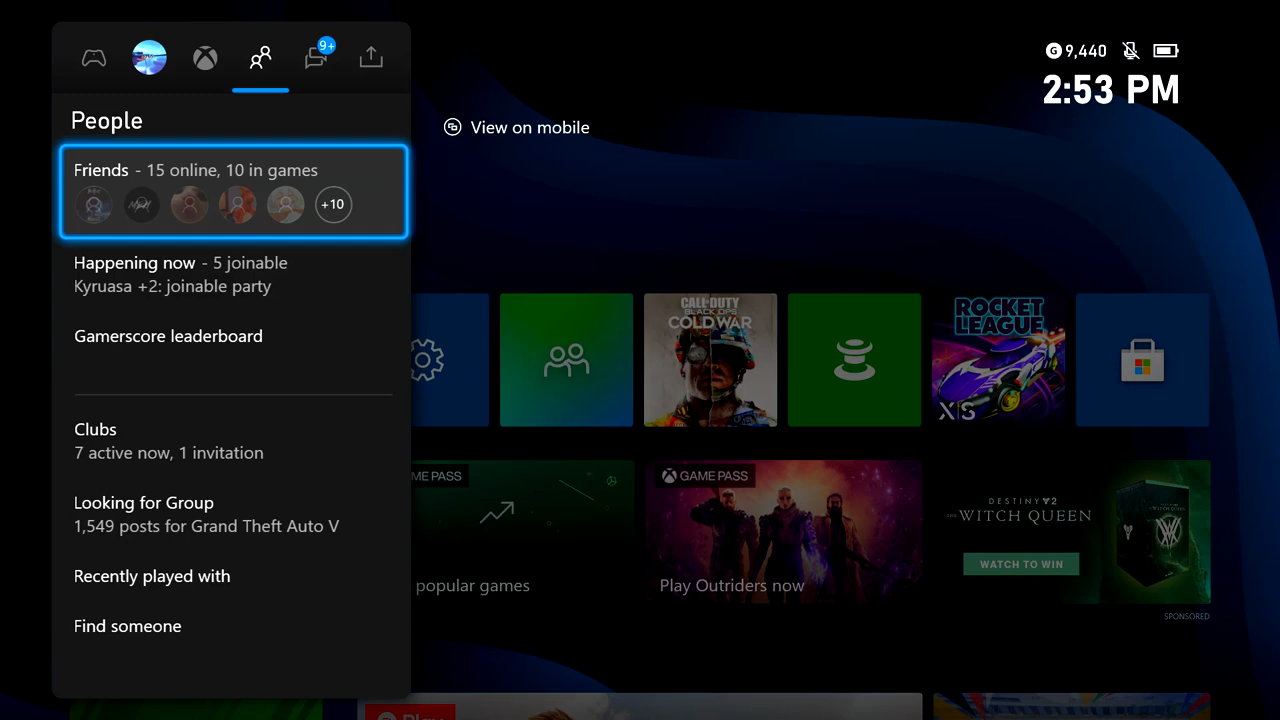 9+
G 9,440
2:53 PM
People
View on mobile
Friends - 15 online, 10 in games
+10
Happening now - 5 joinable
Kyruasa +2: joinable party
Gamerscore leaderboard
CALL OF DUTY
BLACK OPS
COLD WAR
ROCKET
LEAGUE
X|S
Clubs
7 active now, 1 invitation
Looking for Group
1,549 posts for Grand Theft Auto V
Recently played with
Find someone
ME PASS
popular games
GAME PASS
Play Outriders now
DESTINY 2
THE WITCH QUEEN
WATCH TO WIN
SPONSORED